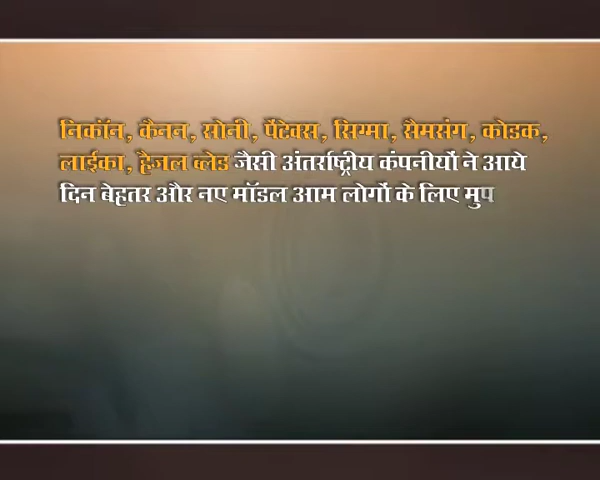 निकॉन, कैनन, सोनी, पेंटेक्स, सिग्मा, सैमसंग, कोडक,
लाईका, हैजल ब्लेड जैसी अंतर्राष्ट्रीय कंपनीयों ने आये
दिन बेहतर और नए मॉडल आम लोगों के लिए मुप